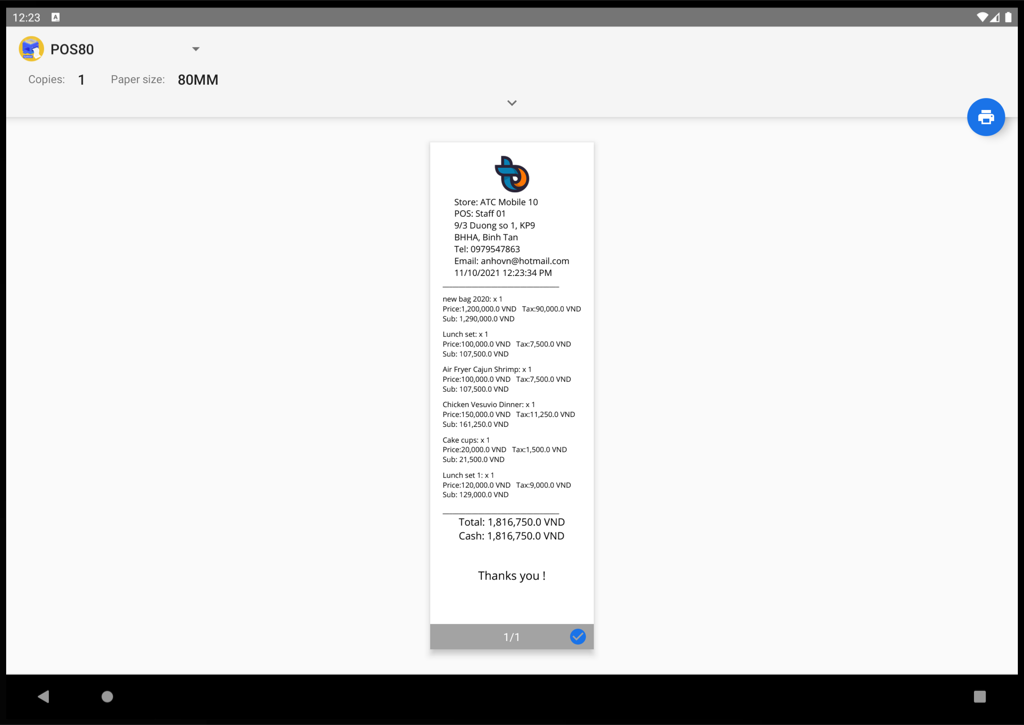 12:23 A
POS80
Copies: 1 Paper size: 80MM
Store: ATC Mobile 10
POS: Staff 01
9/3 Duong so 1, KP9
BHHA, Binh Tan
Tel: 0979547863
Email: anhovn@hotmail.com
11/10/2021 12:23:34 PM
new bag 2020: x 1
Price:1,200,000.0 VND Tax:90,000.0 VND
Sub: 1,290,000.0 VND
Lunch set: x 1
Price:100,000.0 VND Tax:7,500.0 VND
Sub: 107,500.0 VND
Air Fryer Cajun Shrimp: x 1
Price:100,000.0 VND Tax:7,500.0 VND
Sub: 107,500.0 VND
Chicken Vesuvio Dinner: x 1
Price:150,000.0 VND Tax:11,250.0 VND
Sub: 161,250.0 VND
Cake cups: x 1
Price:20,000.0 VND Tax:1,500.0 VND
Sub: 21,500.0 VND
Lunch set 1: x 1
Price:120,000.0 VND Tax:9,000.0 VND
Sub: 129,000.0 VND
Total: 1,816,750.0 VND
Cash: 1,816,750.0 VND
Thanks you !
1/1